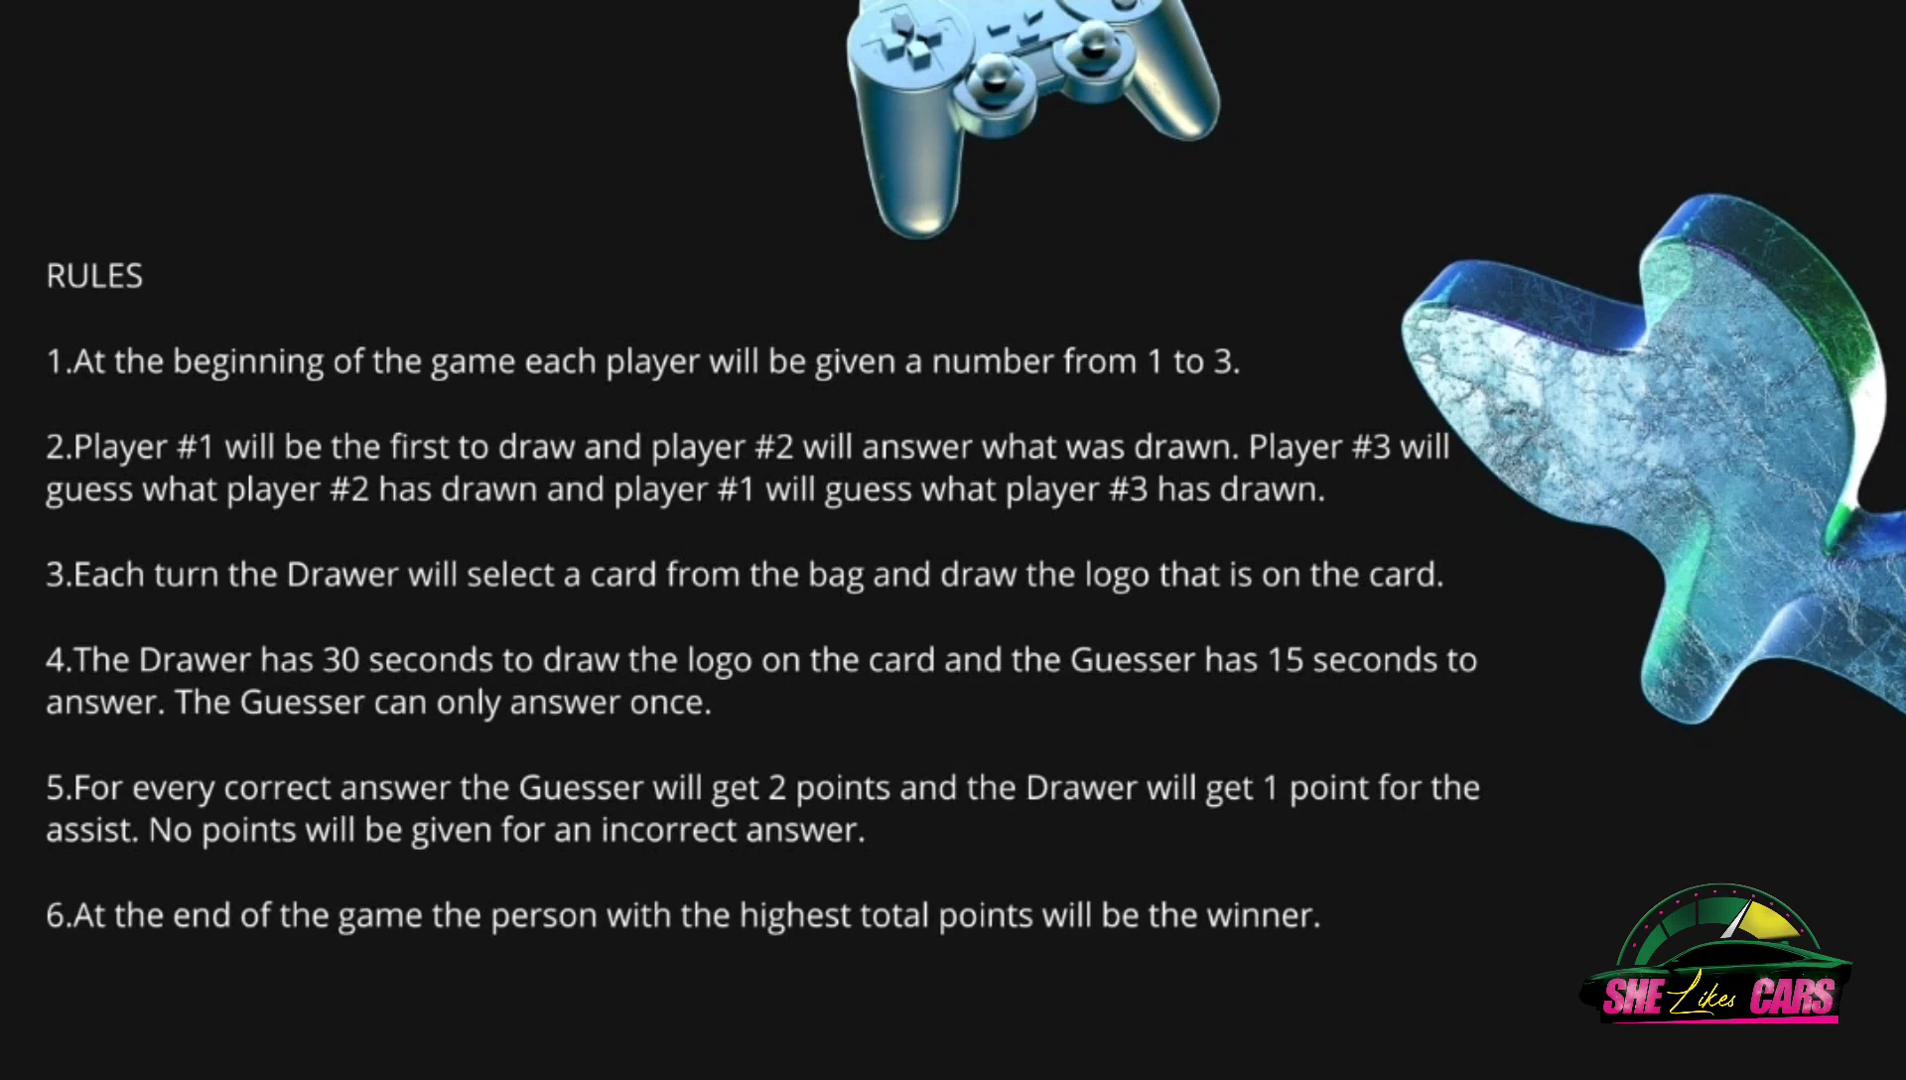 RULES
1.At the beginning of the game each player will be given a number from 1 to 3.
2.Player #1 will be the first to draw and player #2 will answer what was drawn. Player #3 will
guess what player #2 has drawn and player #1 will guess what player #3 has drawn.
3.Each turn the Drawer will select a card from the bag and draw the logo that is on the card.
4.The Drawer has 30 seconds to draw the logo on the card and the Guesser has 15 seconds to
answer. The Guesser can only answer once.
5.For every correct answer the Guesser will get 2 points and the Drawer will get 1 point for the
assist. No points will be given for an incorrect answer.
6.At the end of the game the person with the highest total points will be the winner.
SHE Likes CARS